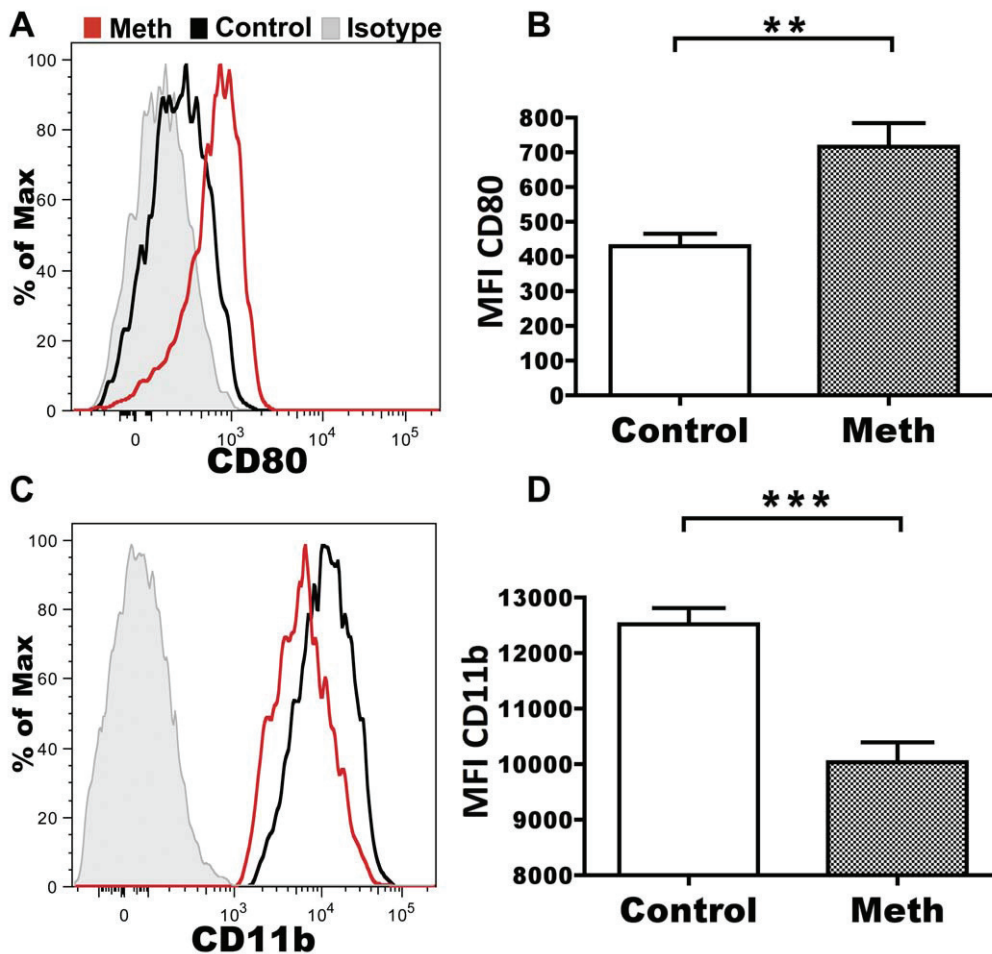 A
Meth Control Isotype
% of Max
100
80
60
40
20
0
0 10³ 10⁴ 10⁵
CD80
B
**
MFI CD80
800
700
600
500
400
300
200
100
0
Control Meth
C
% of Max
100
80
60
40
20
0
0 10³ 10⁴ 10⁵
CD11b
D
***
MFI CD11b
13000
12000
11000
10000
9000
8000
Control Meth